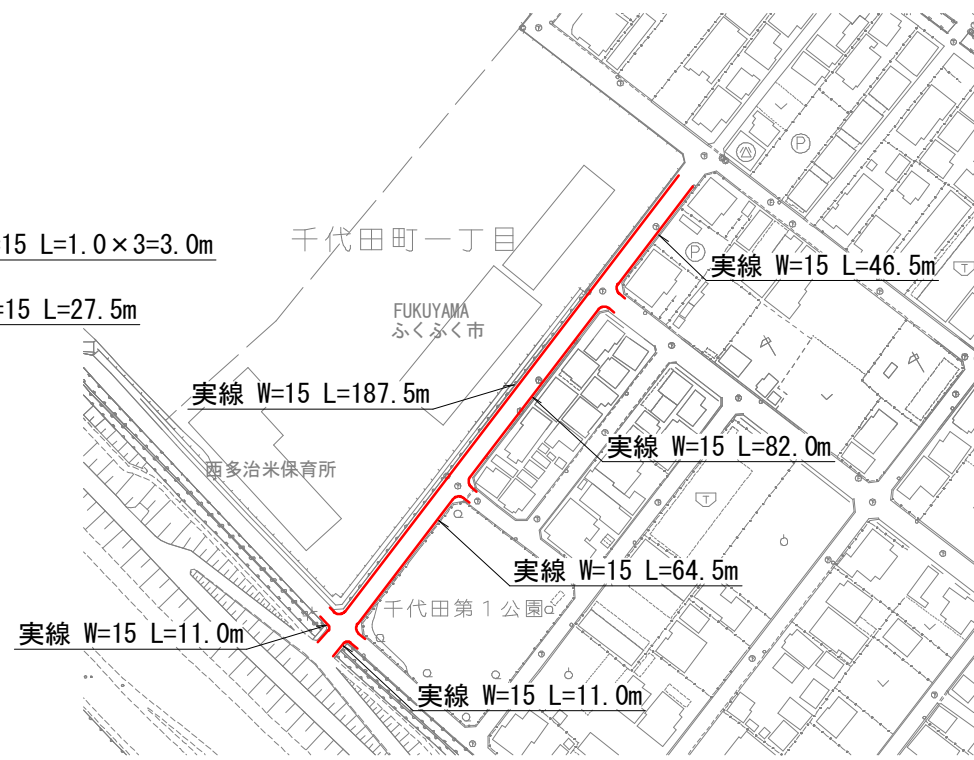 =15 L=1.0×3=3.0m
千代田町一丁目
P
実線 W=15 L=46.5m
P
T
=15 L=27.5m
FUKUYAMA
ふくふく市
実線 W=15 L=187.5m
実線 W=15 L=82.0m
西多治米保育所
T
実線 W=15 L=64.5m
千代田第1公園
実線 W=15 L=11.0m
実線 W=15 L=11.0m